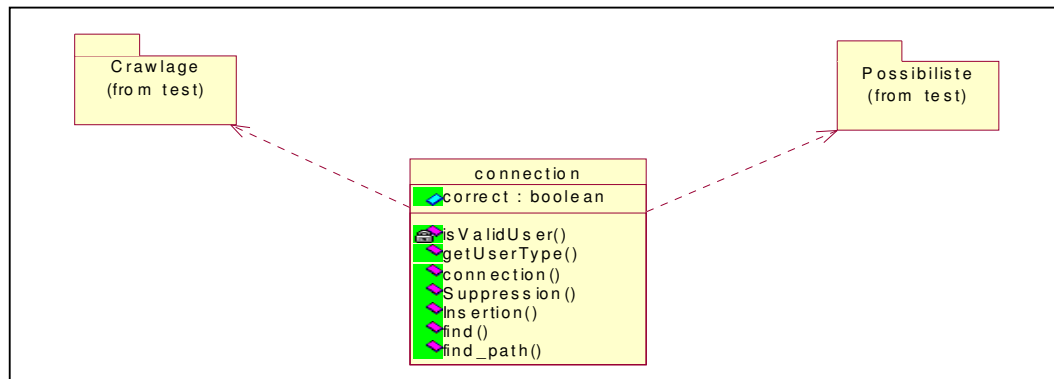 Crawlage
(from test)
Possibiliste
(from test)
connection
correct : boolean
isValidUser()
getUserType()
connection()
Suppression()
Insertion()
find()
find_path()